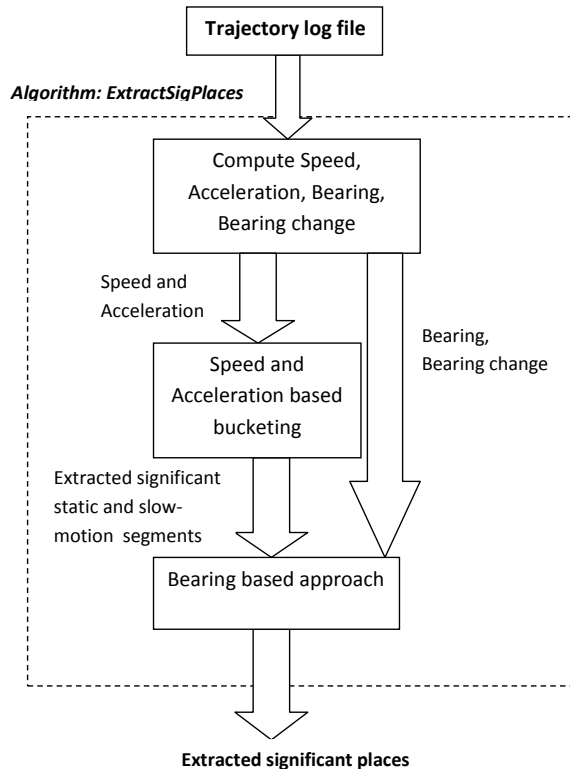 Trajectory log file
Algorithm: ExtractSigPlaces
Compute Speed,
Acceleration, Bearing,
Bearing change
Speed and
Acceleration
Bearing,
Bearing change
Speed and
Acceleration based
bucketing
Extracted significant
static and slow-
motion segments
Bearing based approach
Extracted significant places